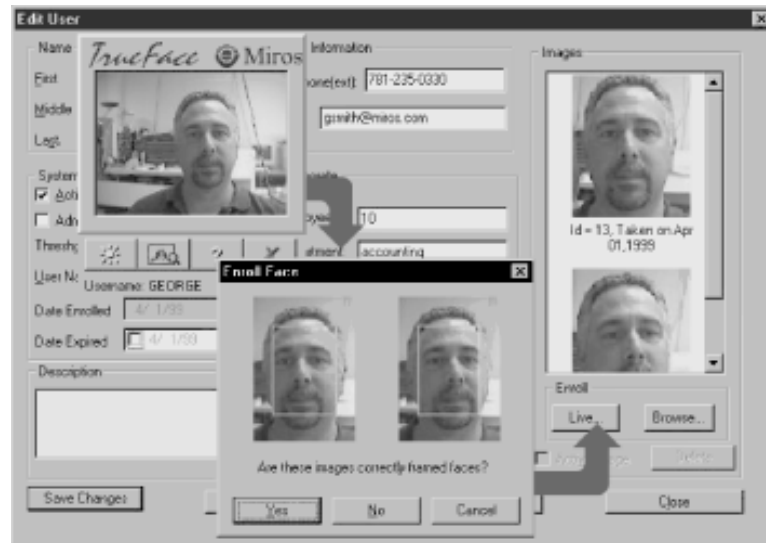 Edit User
Name
First
Middle
Last
TrueFace Miros
Information
781-235-0330
gsmith@miros.com
Images
Id = 13, Taken on Apr 01,1999
System
Threshold
10
accounting
Username: GEORGE
Date Enrolled 4/ 1/99
Date Expired 4/ 1/99
Description
Enroll Face
Are these images correctly framed faces?
Yes No Cancel
Enroll
Live... Browse...
Delete
Save Changes
Close